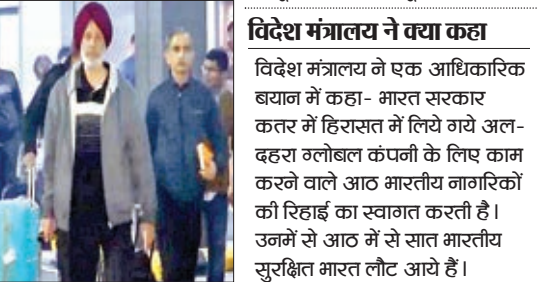 विदेश मंत्रालय ने क्या कहा
विदेश मंत्रालय ने एक आधिकारिक
बयान में कहा- भारत सरकार
कतर में हिरासत में लिये गये अल-
दहरा ग्लोबल कंपनी के लिए काम
करने वाले आठ भारतीय नागरिकों
की रिहाई का स्वागत करती है।
उनमें से आठ में से सात भारतीय
सुरक्षित भारत लौट आये हैं।